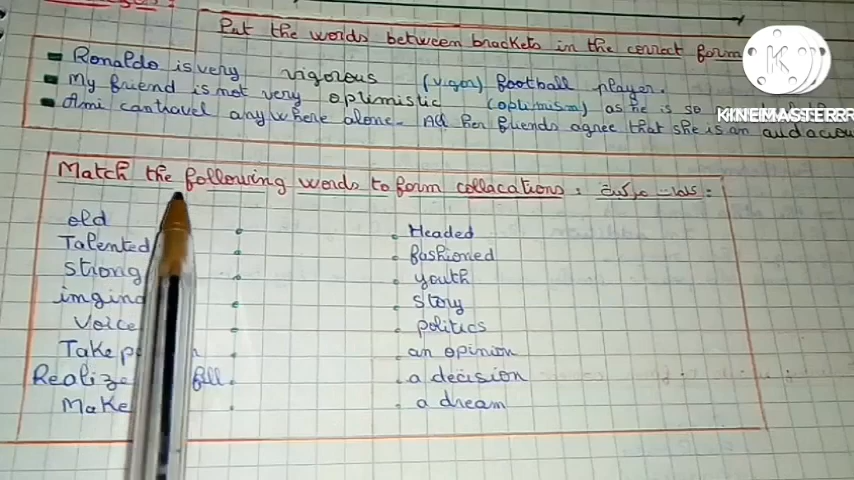 Put the words between brackets in the correct form
Ronaldo is very vigorous (vigor) football player.
My friend is not very optimistic (optimism) as he is so
Ami can travel anywhere alone. All her friends agree that she is an audacious
KINEMASTER
Match the following words to form collacations :
old . Headed
Talented . fashioned
strong . youth
. story
Voice . politics
Take . an opinion
Realize . a decision
Make . a dream